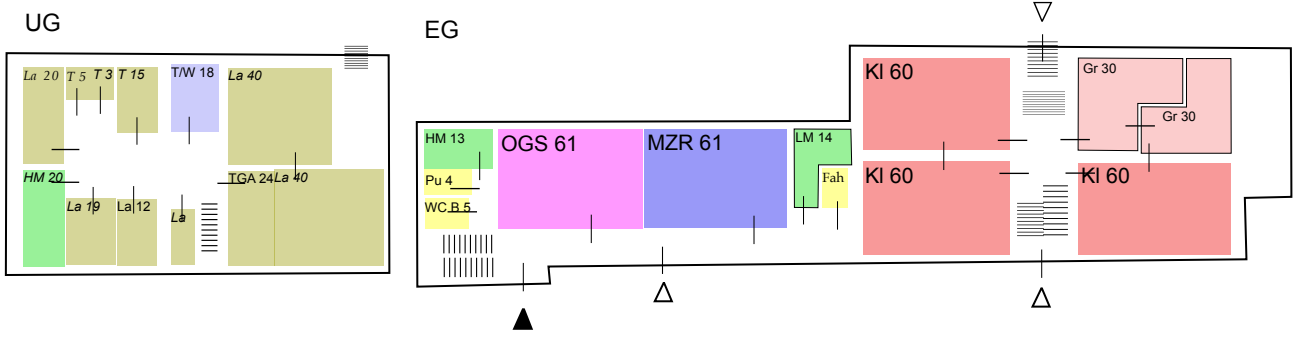 UG
EG
La 20
T 5
T 3
T 15
T/W 18
La 40
HM 20
La 19
La 12
La
TGA 24
La 40
HM 13
OGS 61
MZR 61
LM 14
Pu 4
WC B 5
Fah
Kl 60
Gr 30
Gr 30
Kl 60
Kl 60